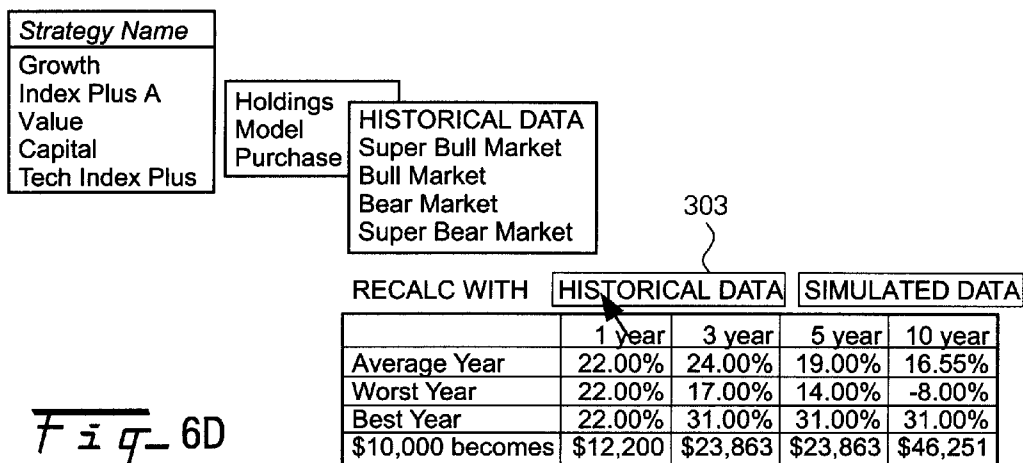 Strategy Name
Growth
Index Plus A
Value
Capital
Tech Index Plus
Holdings
Model
Purchase
HISTORICAL DATA
Super Bull Market
Bull Market
Bear Market
Super Bear Market
303
RECALC WITH HISTORICAL DATA SIMULATED DATA
1 year 3 year 5 year 10 year
Average Year 22.00% 24.00% 19.00% 16.55%
Worst Year 22.00% 17.00% 14.00% -8.00%
Best Year 22.00% 31.00% 31.00% 31.00%
$10,000 becomes $12,200 $23,863 $23,863 $46,251
Fig_ 6D